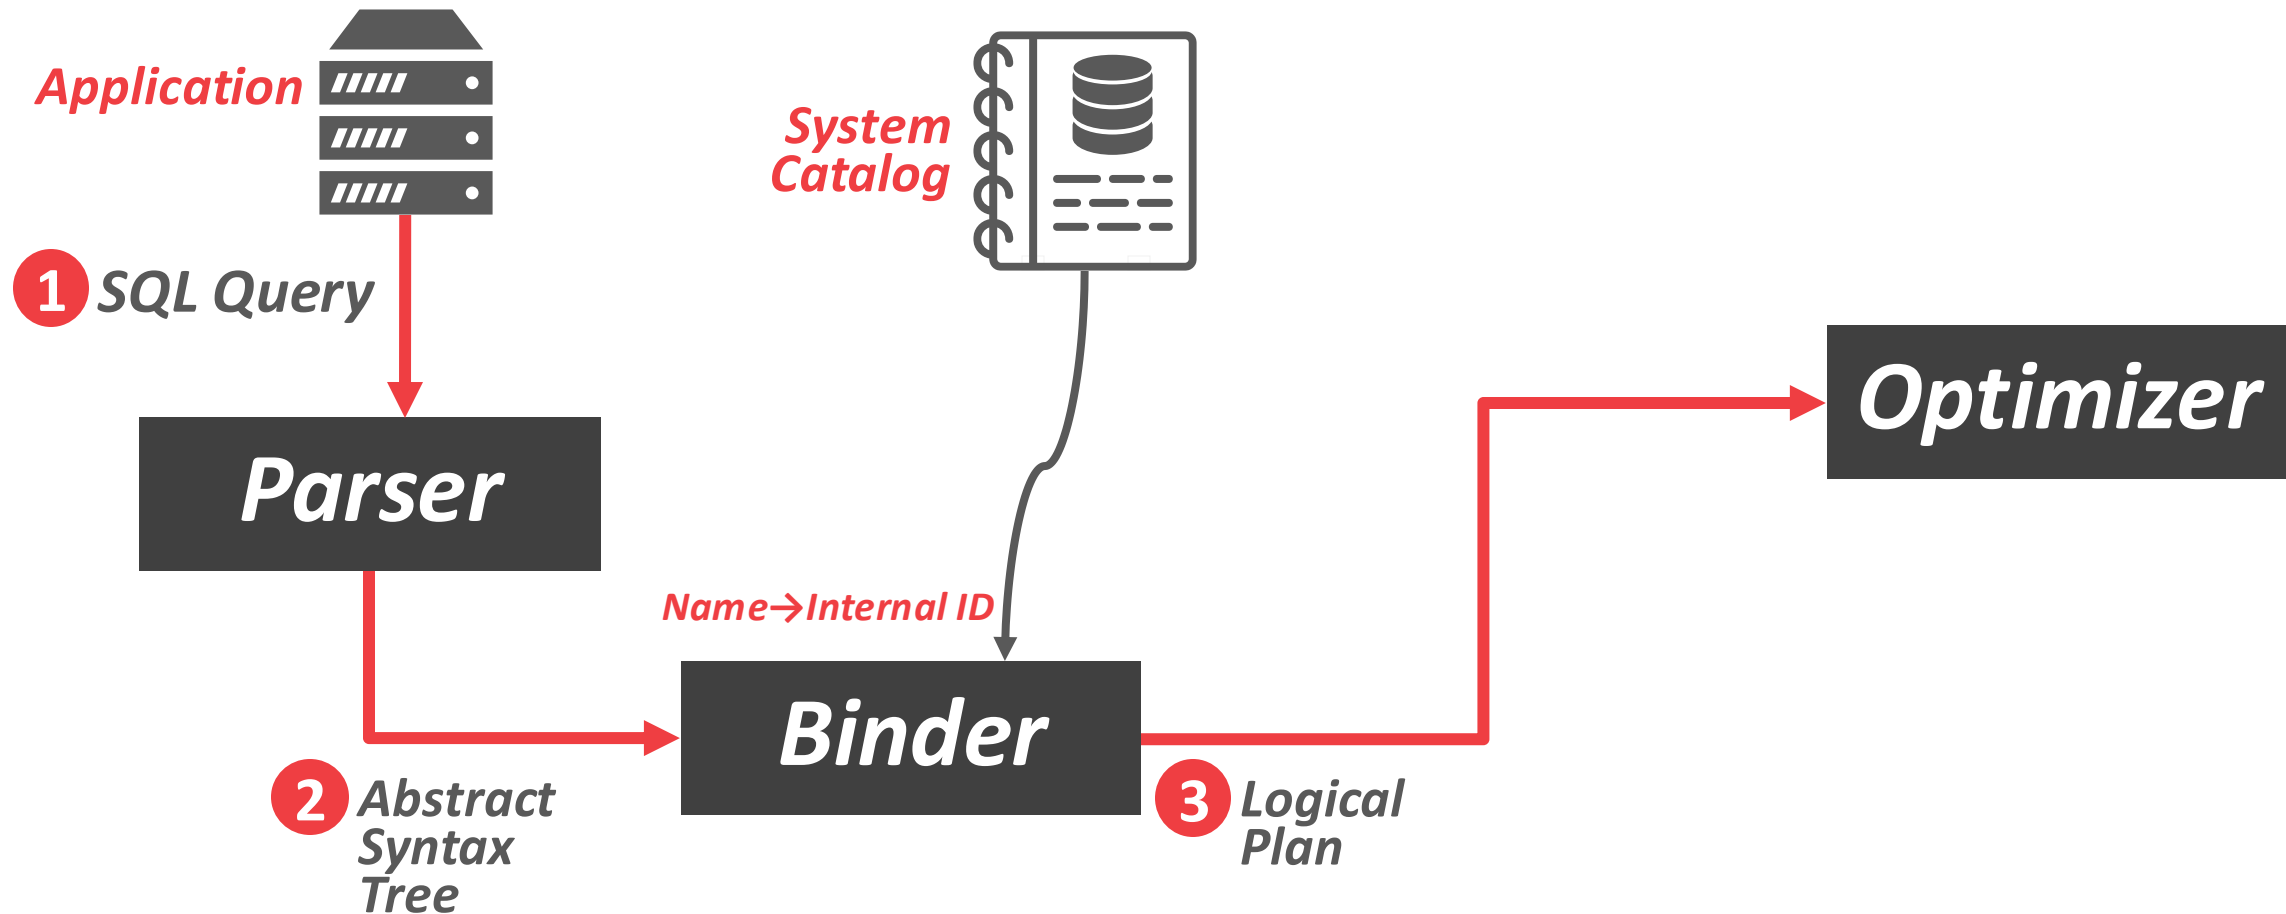 Application
1 SQL Query
System
Catalog
Parser
Optimizer
Name→Internal ID
Binder
2 Abstract
Syntax
Tree
3 Logical
Plan